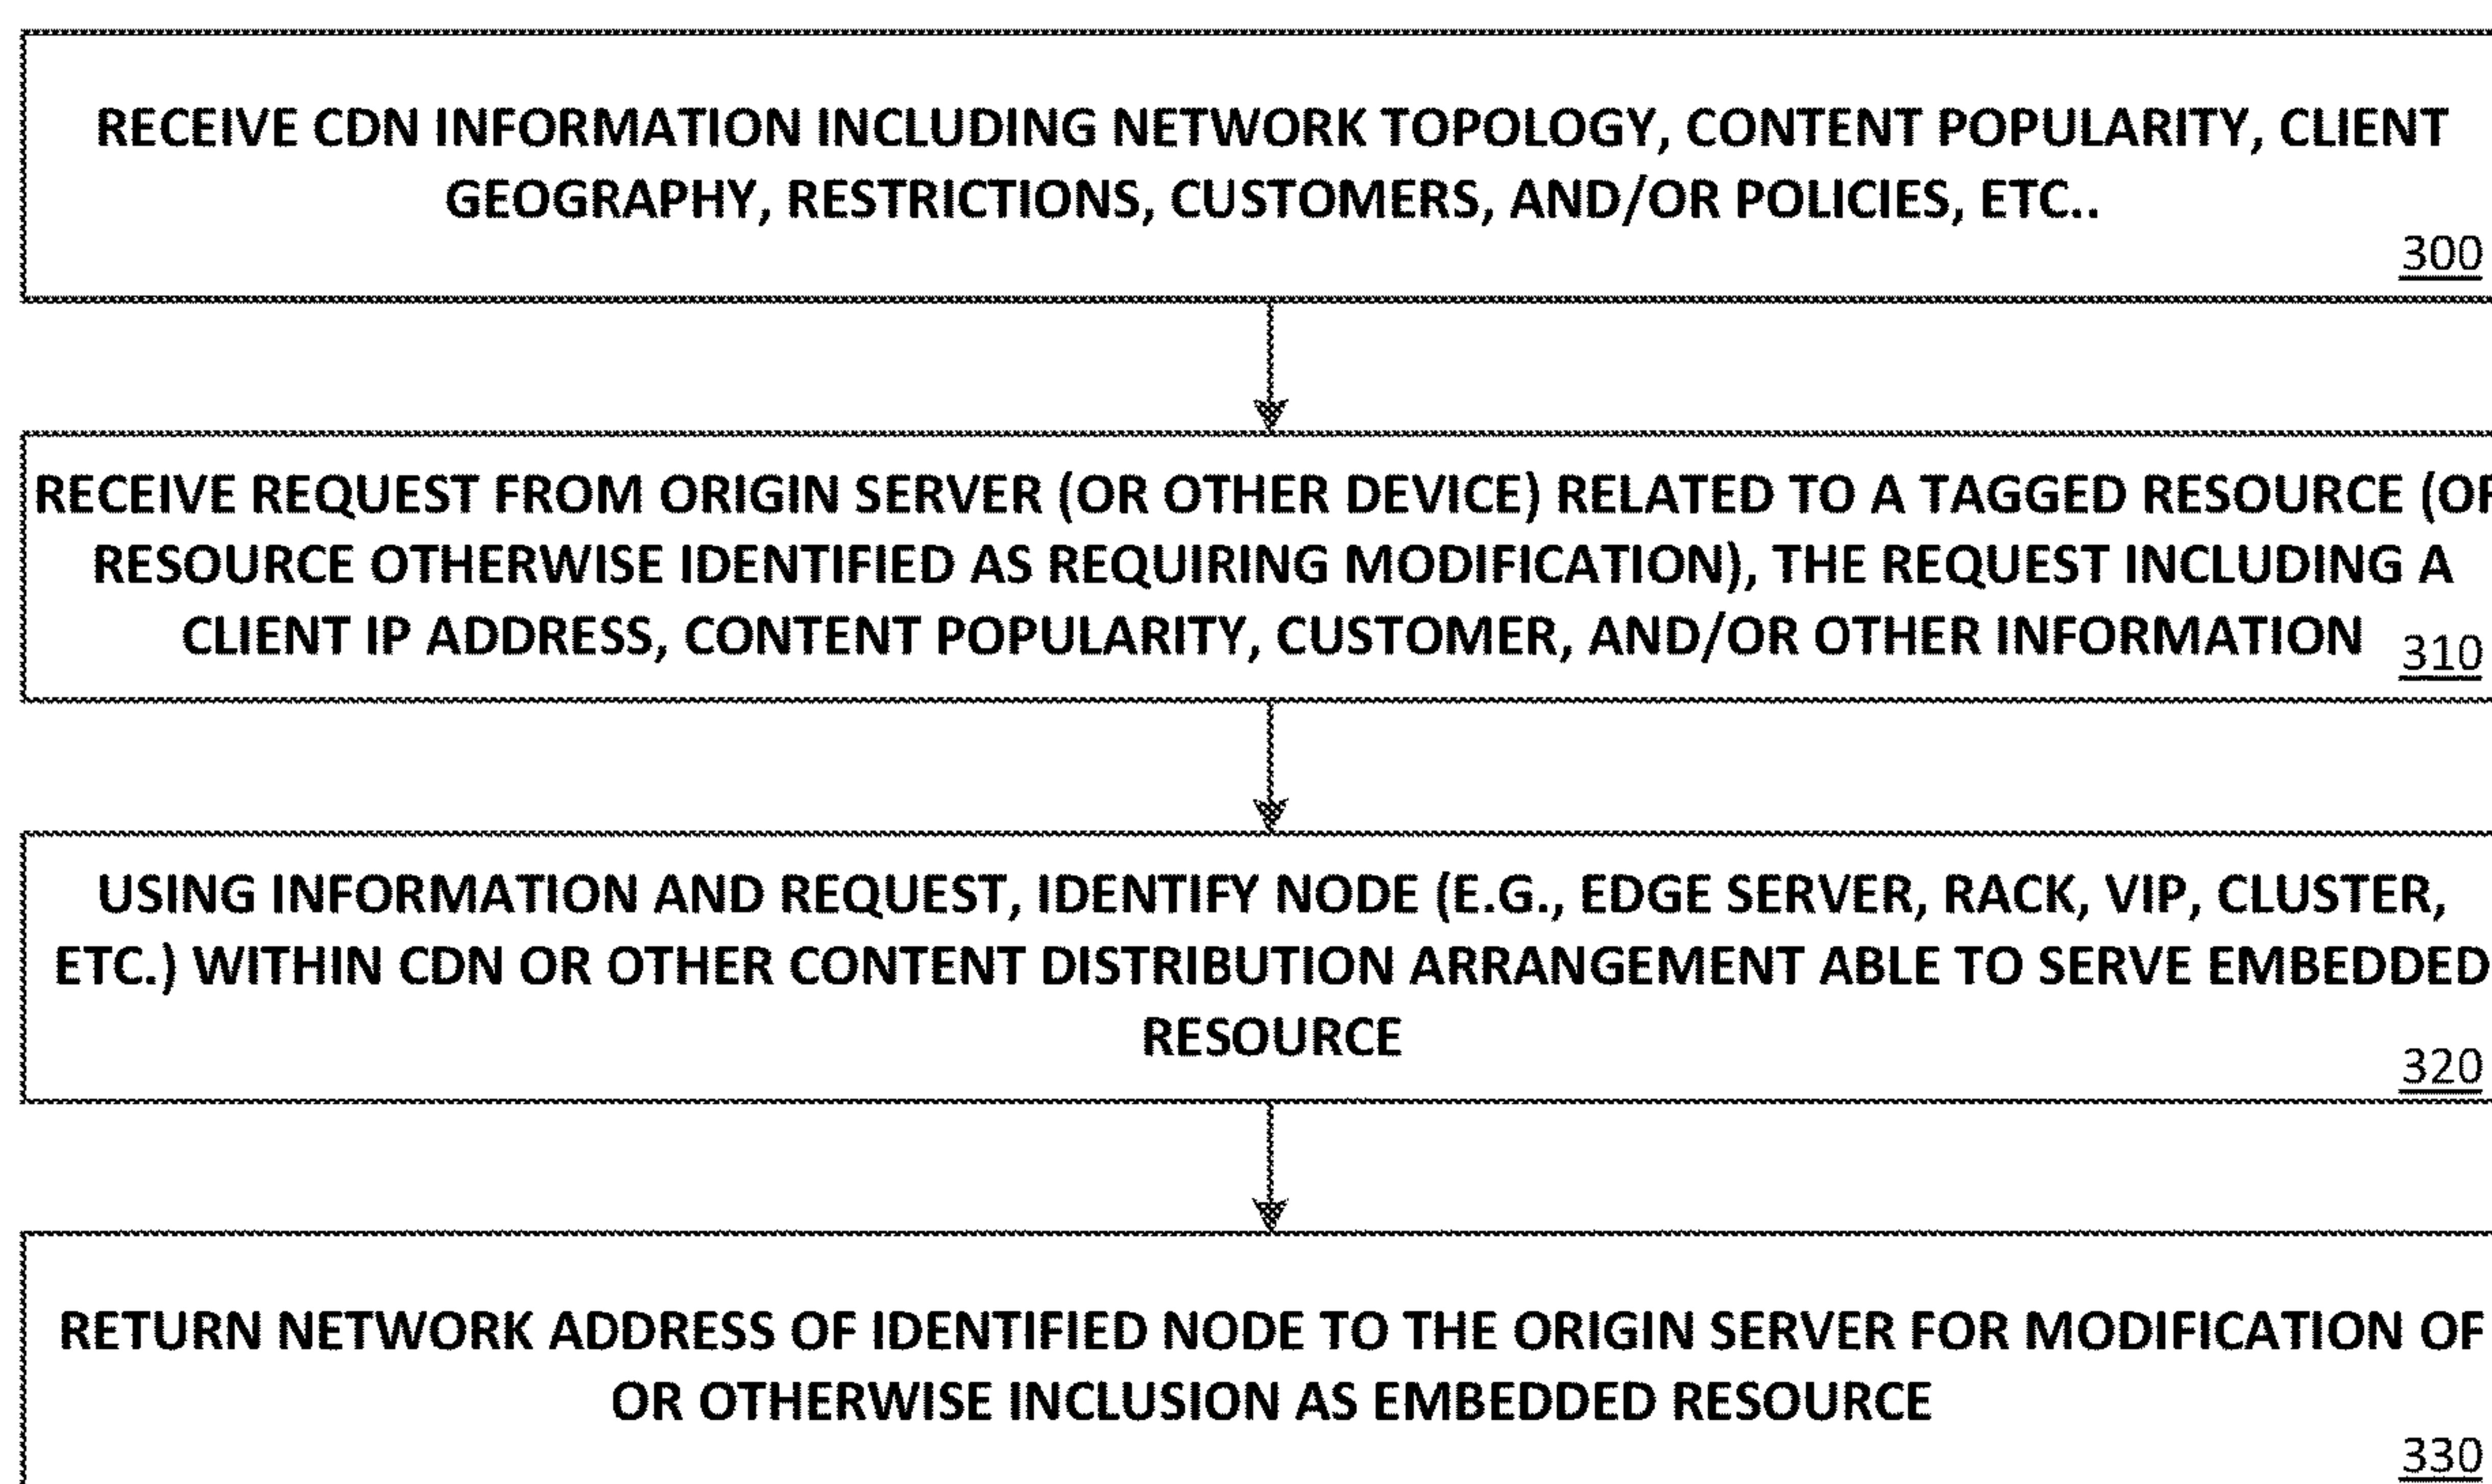 RECEIVE CDN INFORMATION INCLUDING NETWORK TOPOLOGY, CONTENT POPULARITY, CLIENT
GEOGRAPHY, RESTRICTIONS, CUSTOMERS, AND/OR POLICIES, ETC..
300
RECEIVE REQUEST FROM ORIGIN SERVER (OR OTHER DEVICE) RELATED TO A TAGGED RESOURCE (OR
RESOURCE OTHERWISE IDENTIFIED AS REQUIRING MODIFICATION), THE REQUEST INCLUDING A
CLIENT IP ADDRESS, CONTENT POPULARITY, CUSTOMER, AND/OR OTHER INFORMATION 310
USING INFORMATION AND REQUEST, IDENTIFY NODE (E.G., EDGE SERVER, RACK, VIP, CLUSTER,
ETC.) WITHIN CDN OR OTHER CONTENT DISTRIBUTION ARRANGEMENT ABLE TO SERVE EMBEDDED
RESOURCE
320
RETURN NETWORK ADDRESS OF IDENTIFIED NODE TO THE ORIGIN SERVER FOR MODIFICATION OF
OR OTHERWISE INCLUSION AS EMBEDDED RESOURCE
330